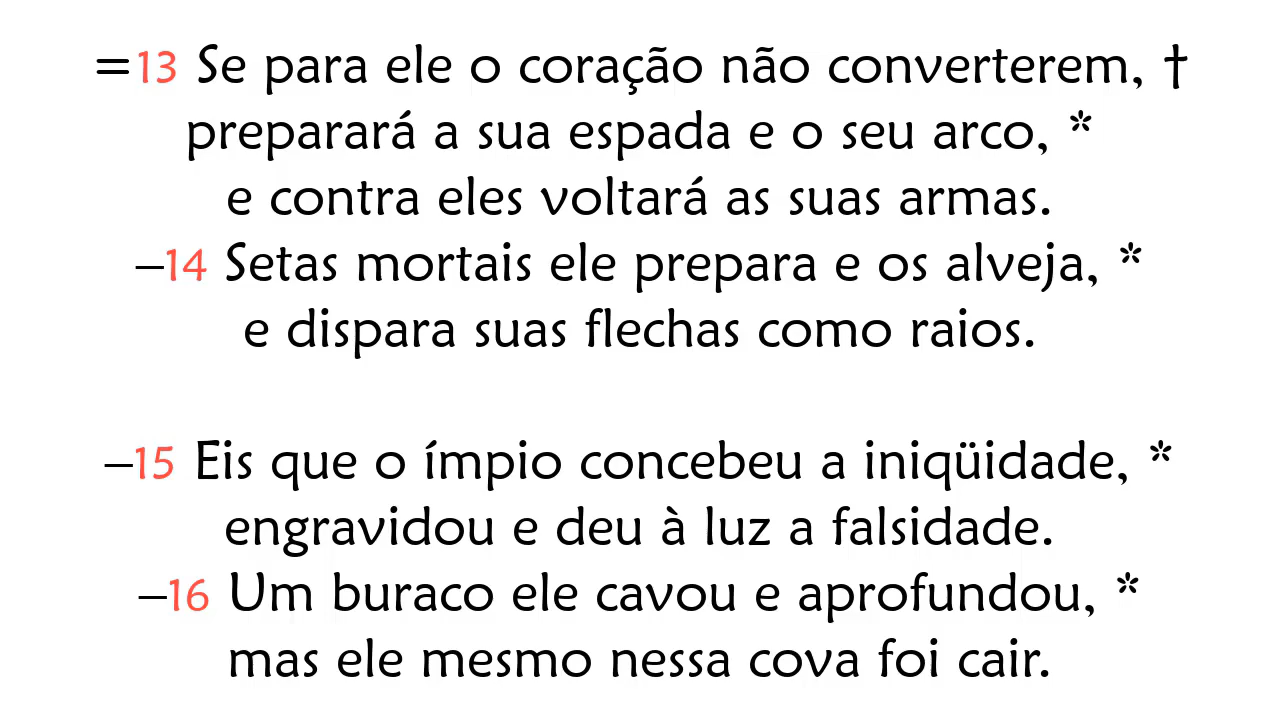 =13 Se para ele o coração não converterem, †
preparará a sua espada e o seu arco, *
e contra eles voltará as suas armas.
–14 Setas mortais ele prepara e os alveja, *
e dispara suas flechas como raios.
–15 Eis que o ímpio concebeu a iniqüidade, *
engravidou e deu à luz a falsidade.
–16 Um buraco ele cavou e aprofundou, *
mas ele mesmo nessa cova foi cair.